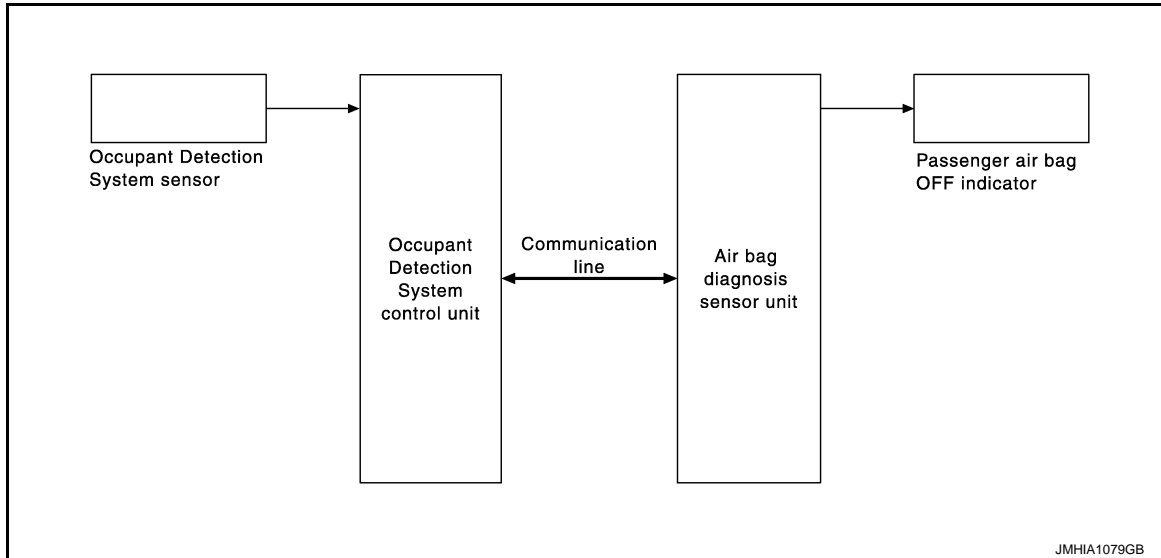 Occupant Detection
System sensor
Occupant
Detection
System
control unit
Communication
line
Air bag
diagnosis
sensor unit
Passenger air bag
OFF indicator
JMHIA1079GB